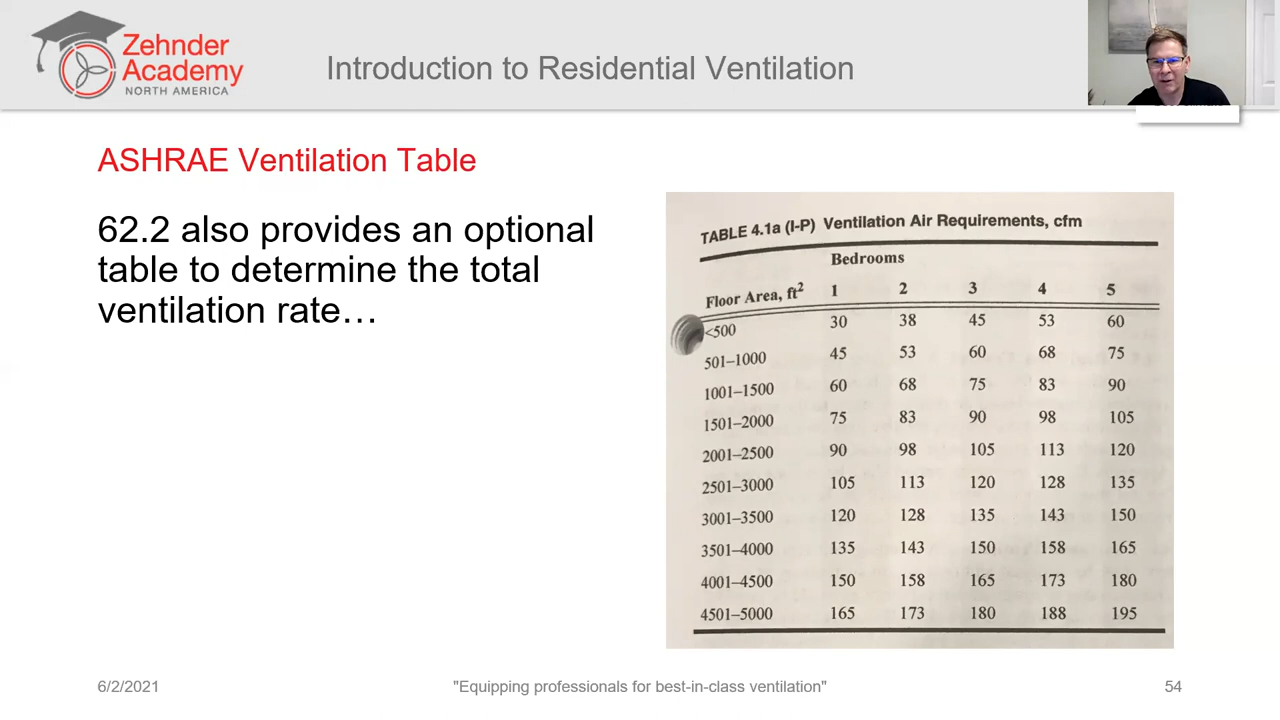 Zehnder
Academy
NORTH AMERICA
Introduction to Residential Ventilation
ASHRAE Ventilation Table
62.2 also provides an optional
table to determine the total
ventilation rate…
TABLE 4.1a (I-P) Ventilation Air Requirements, cfm
Bedrooms
Floor Area, ft² 1 2 3 4 5
<500 30 38 45 53 60
501–1000 45 53 60 68 75
1001–1500 60 68 75 83 90
1501–2000 75 83 90 98 105
2001–2500 90 98 105 113 120
2501–3000 105 113 120 128 135
3001–3500 120 128 135 143 150
3501–4000 135 143 150 158 165
4001–4500 150 158 165 173 180
4501–5000 165 173 180 188 195
6/2/2021 "Equipping professionals for best-in-class ventilation" 54